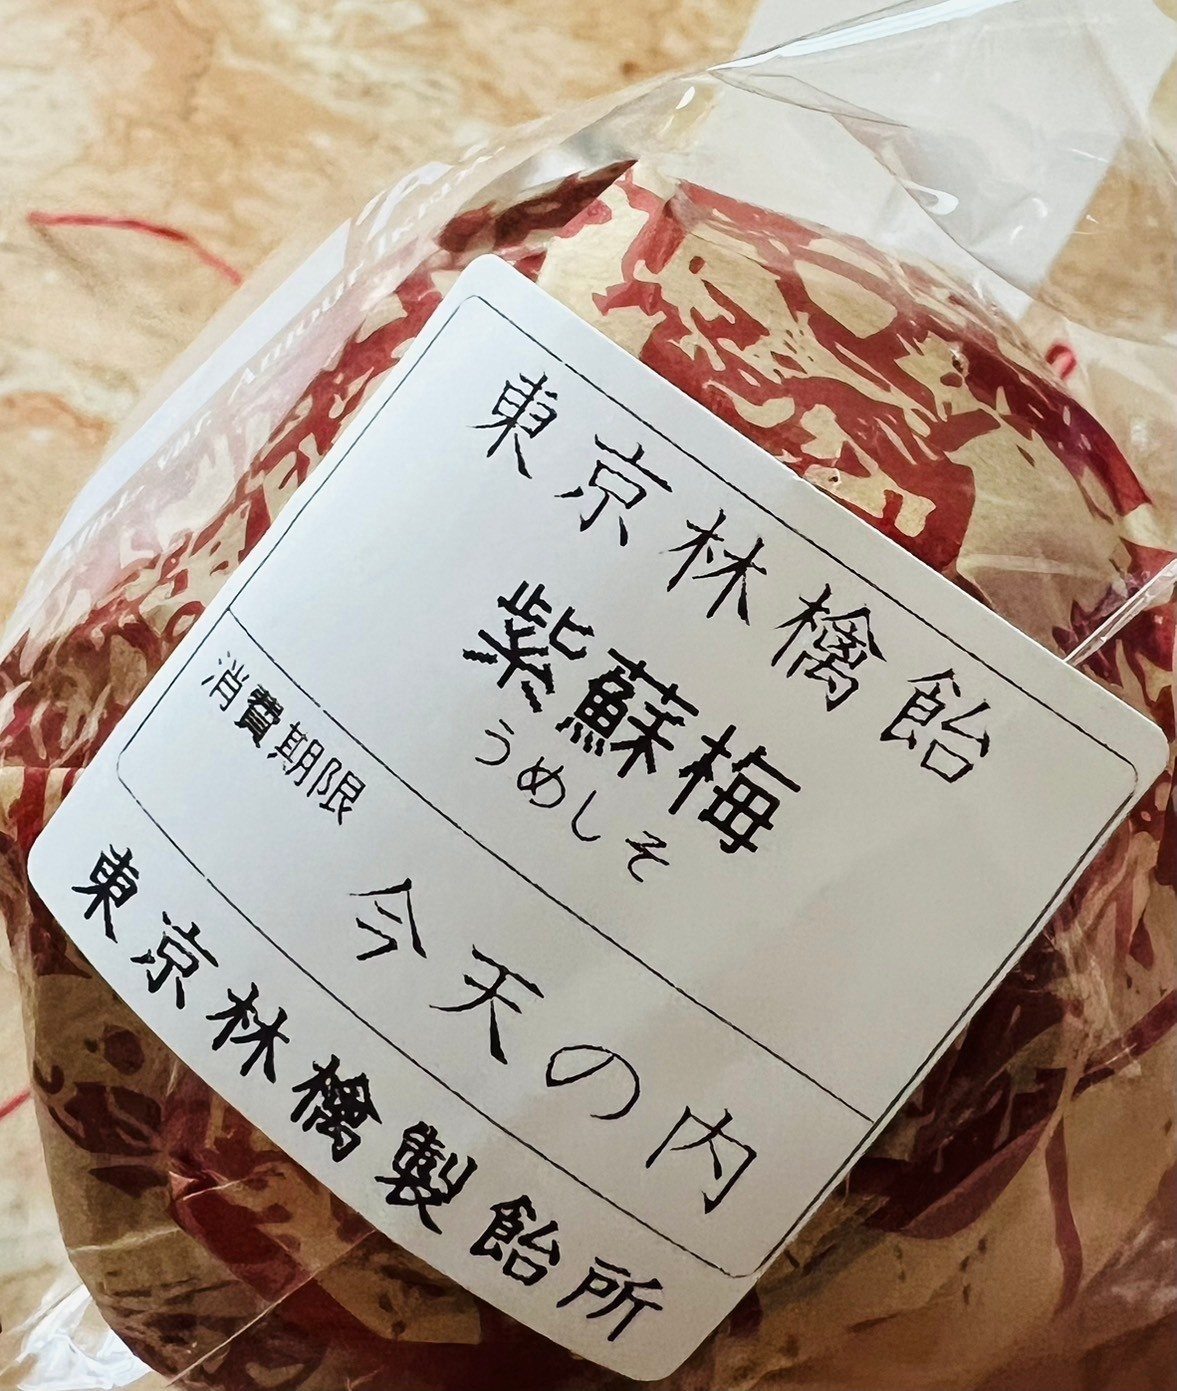 東京林檎飴
紫蘇梅
うめしそ
消費期限
今天の内
東京林檎製飴所